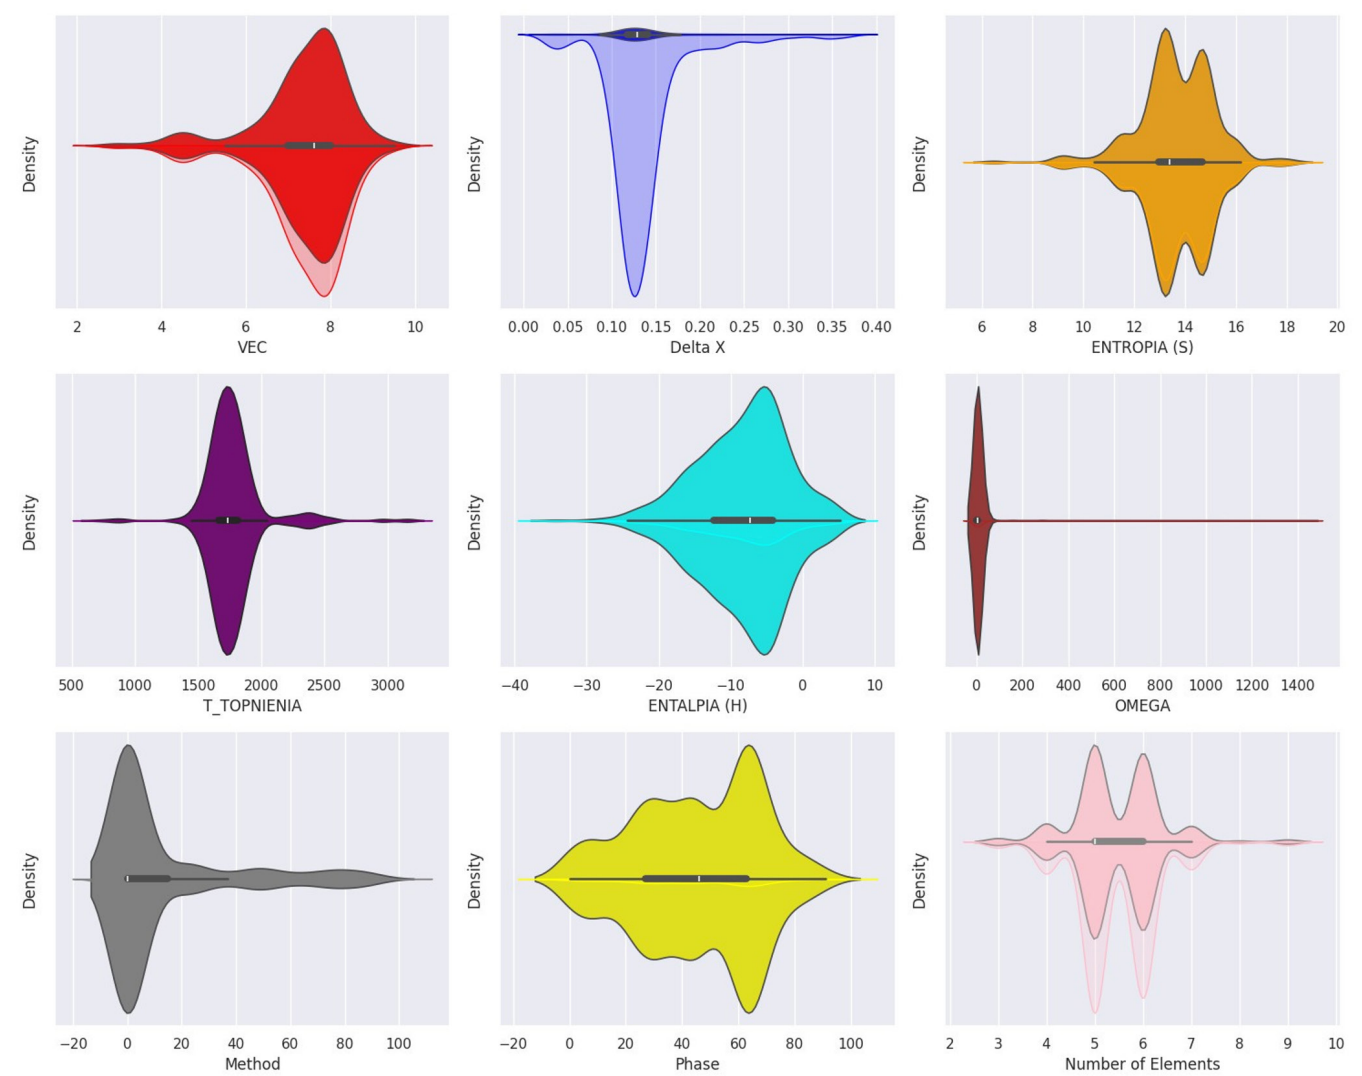 Density
2 4 6 8 10
VEC
Density
0.00 0.05 0.10 0.15 0.20 0.25 0.30 0.35 0.40
Delta X
Density
6 8 10 12 14 16 18 20
ENTROPIA (S)
Density
500 1000 1500 2000 2500 3000
T_TOPNIENIA
Density
−40 −30 −20 −10 0 10
ENTALPIA (H)
Density
0 200 400 600 800 1000 1200 1400
OMEGA
Density
−20 0 20 40 60 80 100
Method
Density
−20 0 20 40 60 80 100
Phase
Density
2 3 4 5 6 7 8 9 10
Number of Elements